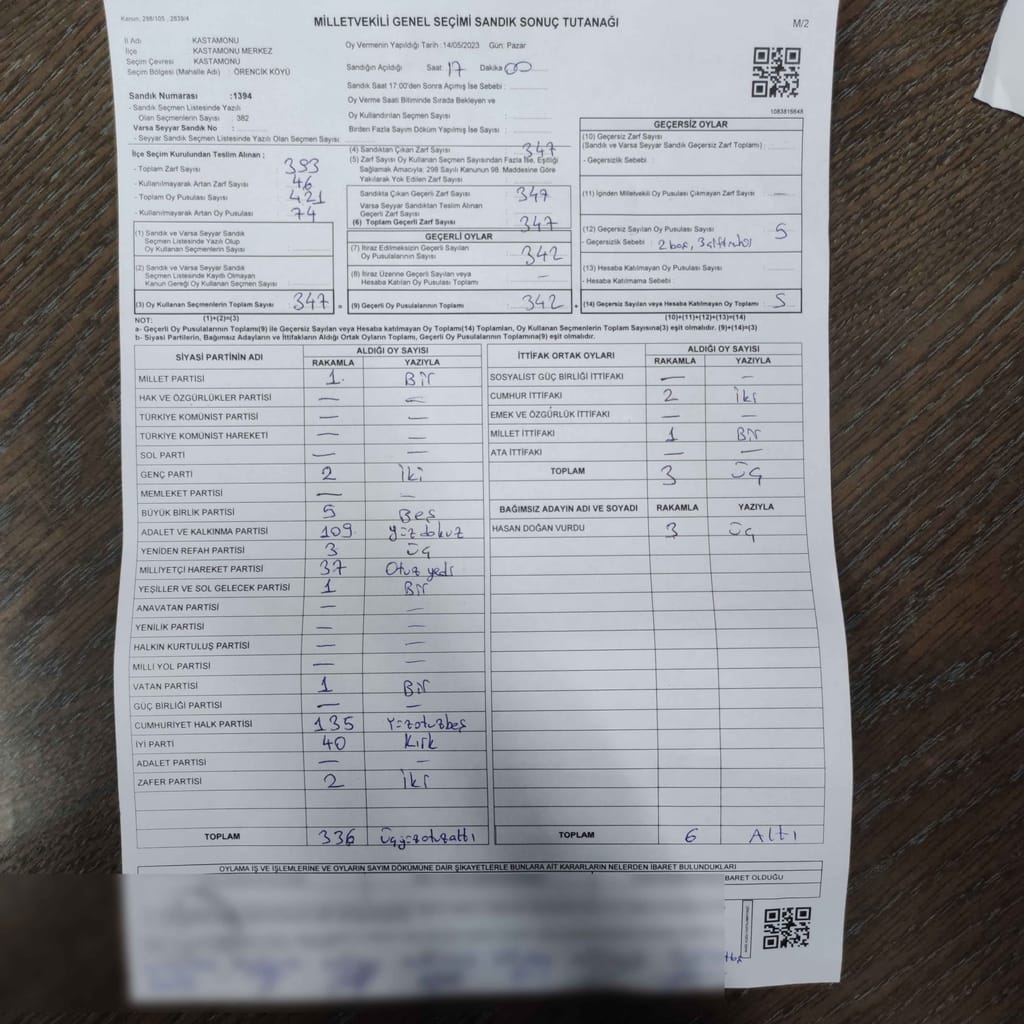 Kanun: 298/105 ; 2839/4
MİLLETVEKİLİ GENEL SEÇİMİ SANDIK SONUÇ TUTANAĞI
M/2
İl Adı KASTAMONU
İlçe KASTAMONU MERKEZ
Seçim Çevresi KASTAMONU
Seçim Bölgesi (Mahalle Adı) : ÖRENCİK KÖYÜ
Sandık Numarası :1394
- Sandık Seçmen Listesinde Yazılı
Olan Seçmenlerin Sayısı : 382
Varsa Seyyar Sandık No :
- Seyyar Sandık Seçmen Listesinde Yazılı Olan Seçmen Sayısı
Oy Vermenin Yapıldığı Tarih :14/05/2023 Gün: Pazar
Sandığın Açıldığı Saat: 17 Dakika: 00
Sandık Saat 17:00'den Sonra Açılmış İse Sebebi :
Oy Verme Saati Bitiminde Sırada Bekleyen ve
Oy Kullandırılan Seçmen Sayısı :
Birden Fazla Sayım Döküm Yapılmış İse Sayısı :
1083816648
İlçe Seçim Kurulundan Teslim Alınan ;
- Toplam Zarf Sayısı : 393
- Kullanılmayarak Artan Zarf Sayısı : 46
- Toplam Oy Pusulası Sayısı : 421
- Kullanılmayarak Artan Oy Pusulası : 74
(1) Sandık ve Varsa Seyyar Sandık
Seçmen Listesinde Yazılı Olup
Oy Kullanan Seçmenlerin Sayısı :
(2) Sandık ve Varsa Seyyar Sandık
Seçmen Listesinde Kayıtlı Olmayan
Kanun Gereği Oy Kullanan Seçmenlerin Sayısı
(3) Oy Kullanan Seçmenlerin Toplam Sayısı 347 =
(1)+(2)=(3)
(4) Sandıktan Çıkan Zarf Sayısı : 347
(5) Zarf Sayısı Oy Kullanan Seçmen Sayısından Fazla İse, Eşitliği
Sağlamak Amacıyla, 298 Sayılı Kanunun 98. Maddesine Göre
Yakılarak Yok Edilen Zarf Sayısı :
Sandıkta Çıkan Geçerli Zarf Sayısı 347
Varsa Seyyar Sandıktan Teslim Alınan
Geçerli Zarf Sayısı
(6) Toplam Geçerli Zarf Sayısı : 347
GEÇERLİ OYLAR
(7) İtiraz Edilmeksizin Geçerli Sayılan
Oy Pusulalarının Sayısı : 342
(8) İtiraz Üzerine Geçerli Sayılan veya
Hesaba Katılan Oy Pusulaları Toplamı : —
(9) Geçerli Oy Pusulalarının Toplamı : 342 +
GEÇERSİZ OYLAR
(10) Geçersiz Zarf Sayısı
(Sandık ve Varsa Seyyar Sandık Geçersiz Zarf Toplamı) :
- Geçersizlik Sebebi :
(11) İçinden Milletvekili Oy Pusulası Çıkmayan Zarf Sayısı : —
(12) Geçersiz Sayılan Oy Pusulası Sayısı : 5
- Geçersizlik Sebebi : 2 boş, 3
(13) Hesaba Katılmayan Oy Pusulası Sayısı :
- Hesaba Katılmama Sebebi :
(14) Geçersiz Sayılan veya Hesaba Katılmayan Oy Toplamı : 5
(10)+(11)+(12)+(13)=(14)
NOT:
a- Geçerli Oy Pusulalarının Toplamı(9) ile Geçersiz Sayılan veya Hesaba katılmayan Oy Toplamı(14) Toplamları, Oy Kullanan Seçmenlerin Toplam Sayısına(3) eşit olmalıdır. (9)+(14)=(3)
b- Siyasi Partilerin, Bağımsız Adayların ve İttifakların Aldığı Ortak Oyların Toplamı, Geçerli Oy Pusulalarının Toplamına(9) eşit olmalıdır.
SİYASİ PARTİNİN ADI ALDIĞI OY SAYISI
RAKAMLA YAZIYLA
MİLLET PARTİSİ 1. Bir
HAK VE ÖZGÜRLÜKLER PARTİSİ — —
TÜRKİYE KOMÜNİST PARTİSİ — —
TÜRKİYE KOMÜNİST HAREKETİ — —
SOL PARTİ — —
GENÇ PARTİ 2 İki
MEMLEKET PARTİSİ — —
BÜYÜK BİRLİK PARTİSİ 5 Beş
ADALET VE KALKINMA PARTİSİ 109 yüzdokuz
YENİDEN REFAH PARTİSİ 3 üç
MİLLİYETÇİ HAREKET PARTİSİ 37 Otuz yedi
YEŞİLLER VE SOL GELECEK PARTİSİ 1 Bir
ANAVATAN PARTİSİ — —
YENİLİK PARTİSİ — —
HALKIN KURTULUŞ PARTİSİ — —
MİLLİ YOL PARTİSİ — —
VATAN PARTİSİ 1 Bir
GÜÇ BİRLİĞİ PARTİSİ — —
CUMHURİYET HALK PARTİSİ 135 Yüzotuzbeş
İYİ PARTİ 40 Kırk
ADALET PARTİSİ — —
ZAFER PARTİSİ 2 İki
TOPLAM 336 Üçyüzotuzaltı
İTTİFAK ORTAK OYLARI ALDIĞI OY SAYISI
RAKAMLA YAZIYLA
SOSYALİST GÜÇ BİRLİĞİ İTTİFAKI — —
CUMHUR İTTİFAKI 2 İki
EMEK VE ÖZGÜRLÜK İTTİFAKI — —
MİLLET İTTİFAKI 1 Bir
ATA İTTİFAKI — —
TOPLAM 3 Üç
BAĞIMSIZ ADAYIN ADI VE SOYADI RAKAMLA YAZIYLA
HASAN DOĞAN VURDU 3 Üç
TOPLAM 6 Altı
OYLAMA İŞ VE İŞLEMLERİNE VE OYLARIN SAYIM DÖKÜMÜNE DAİR ŞİKAYETLERLE BUNLARA AİT KARARLARIN NELERDEN İBARET BULUNDUKLARI
BARET OLDUĞU